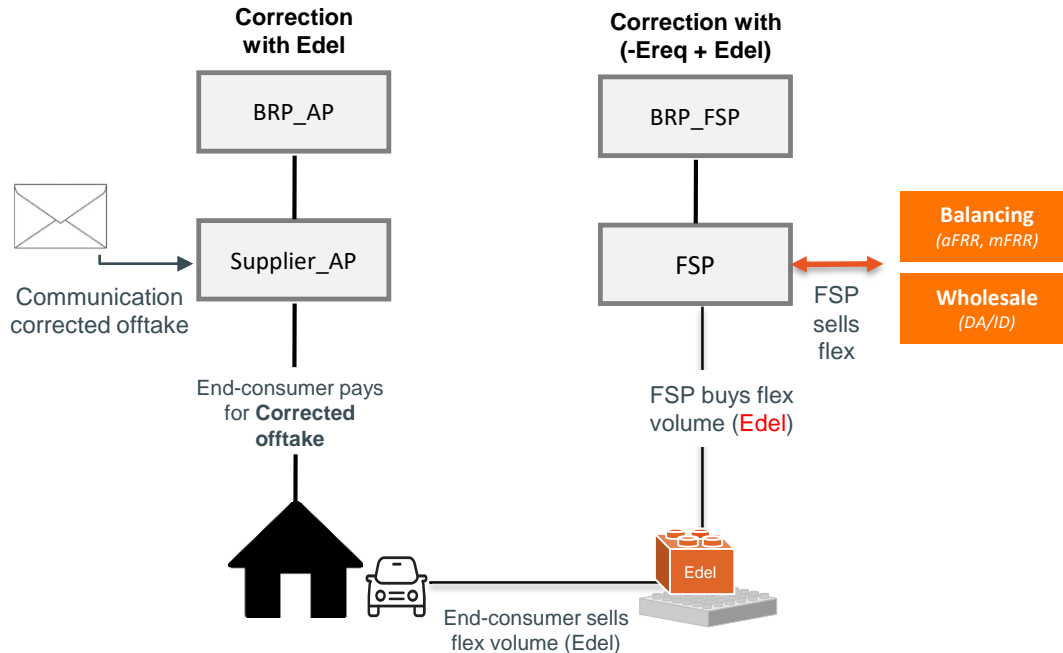 Correction
with Edel
Correction with
(-Ereq + Edel)
BRP_AP
BRP_FSP
Supplier_AP
FSP
Balancing
(aFRR, mFRR)
Wholesale
(DA/ID)
Communication
corrected offtake
FSP
sells
flex
End-consumer pays
for Corrected
offtake
FSP buys flex
volume (Edel)
Edel
End-consumer sells
flex volume (Edel)